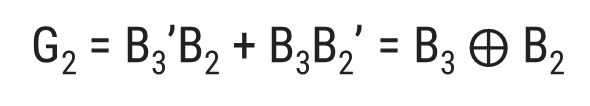 G₂ = B₃’B₂ + B₃B₂’ = B₃ ⊕ B₂